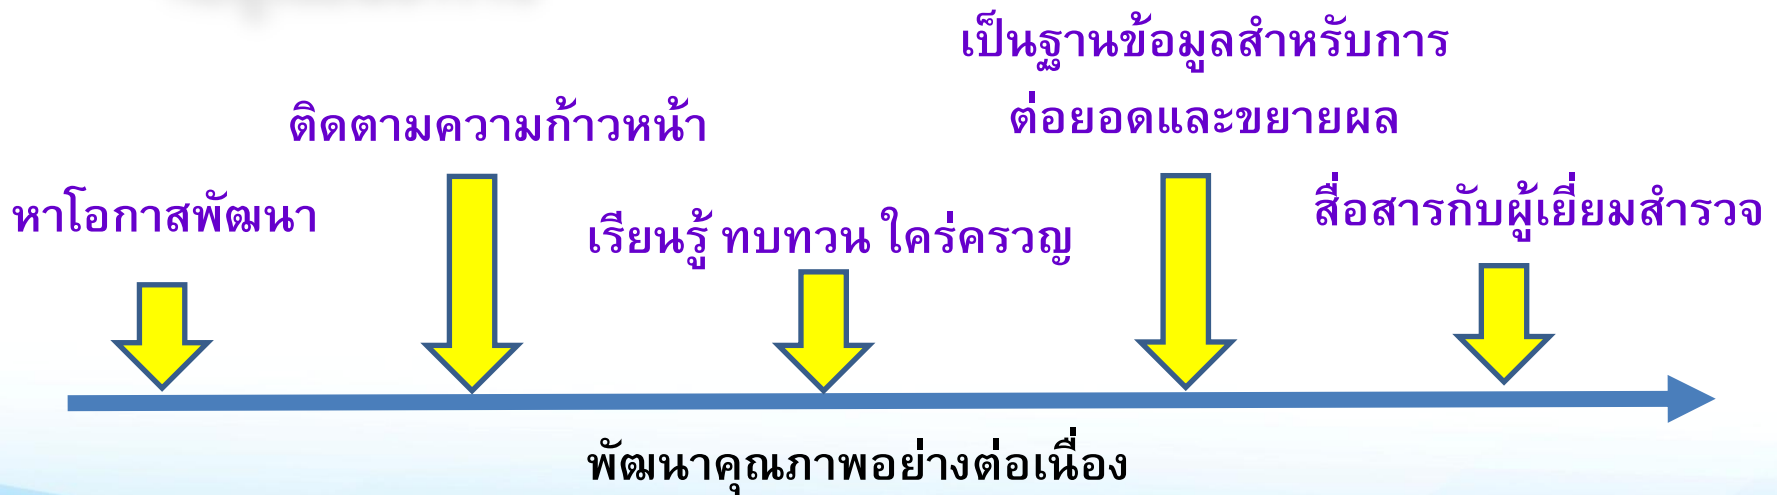 เป็นฐานข้อมูลสำหรับการ
ต่อยอดและขยายผล
ติดตามความก้าวหน้า
หาโอกาสพัฒนา
เรียนรู้ ทบทวน ใคร่ครวญ
สื่อสารกับผู้เยี่ยมสำรวจ
พัฒนาคุณภาพอย่างต่อเนื่อง